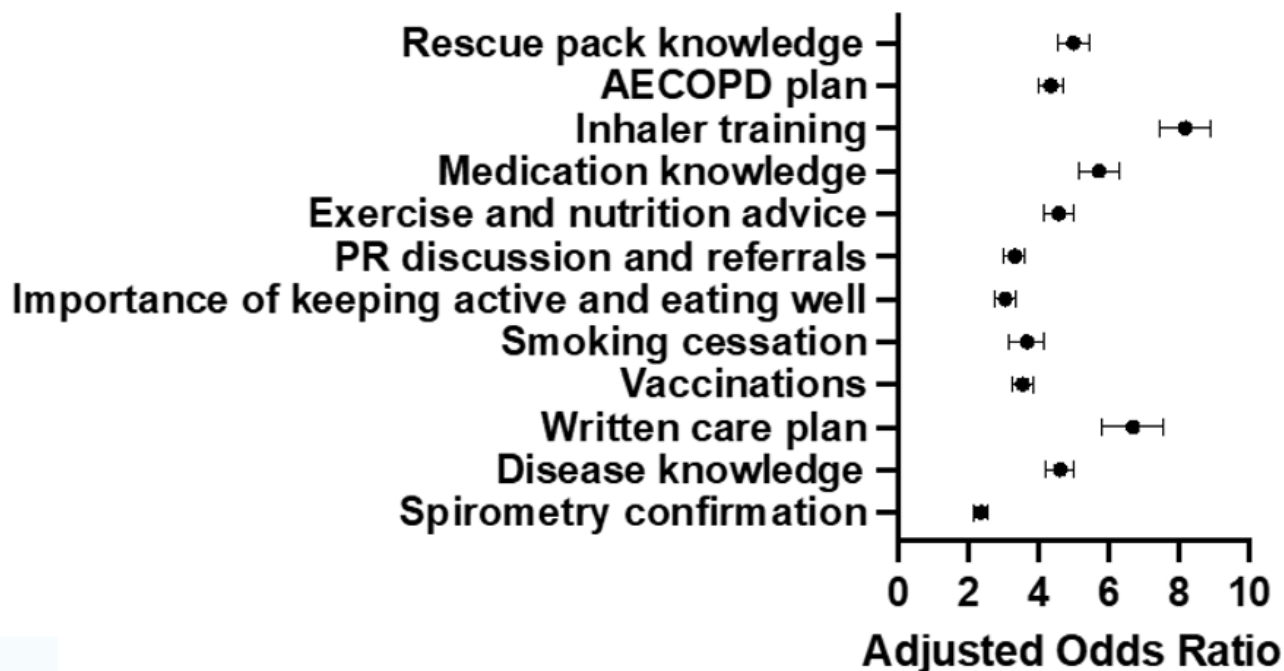 Rescue pack knowledge
AECOPD plan
Inhaler training
Medication knowledge
Exercise and nutrition advice
PR discussion and referrals
Importance of keeping active and eating well
Smoking cessation
Vaccinations
Written care plan
Disease knowledge
Spirometry confirmation
0 2 4 6 8 10
Adjusted Odds Ratio